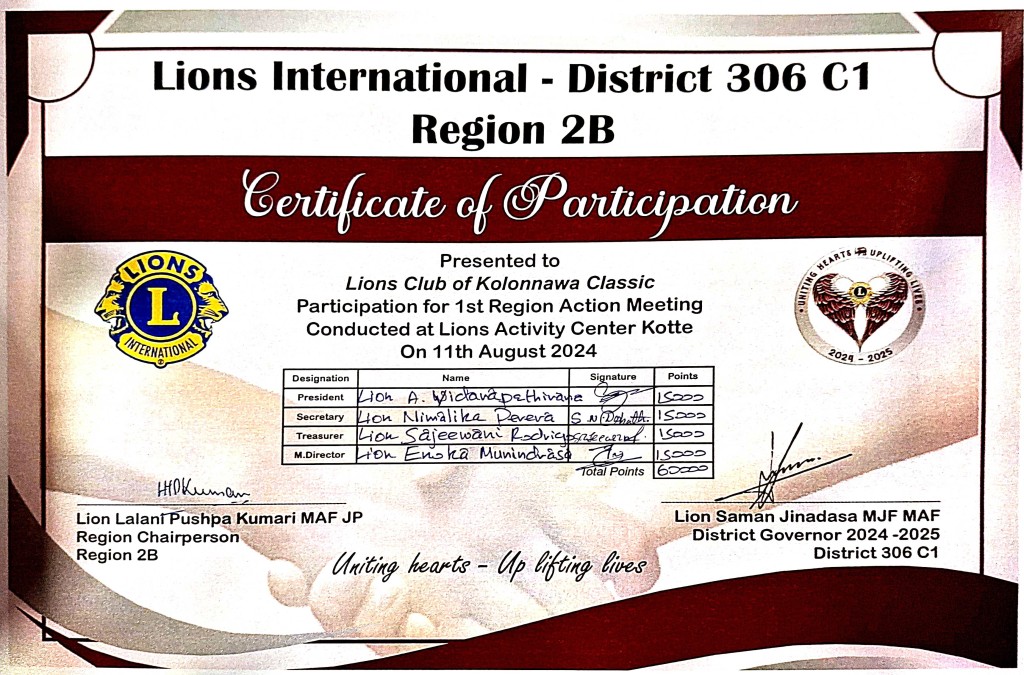 Lions International - District 306 C1
Region 2B
Certificate of Participation
LIONS
L
INTERNATIONAL
UNITING HEARTS UPLIFTING LIVES
L
2024 - 2025
Presented to
Lions Club of Kolonnawa Classic
Participation for 1st Region Action Meeting
Conducted at Lions Activity Center Kotte
On 11th August 2024
Designation Name Signature Points
President Lion A. Widanapathirana 15000
Secretary Lion Nimalika Perera 15000
Treasurer Lion Sajeewani Rodrigo 15000
M.Director Lion Enoka Munindrasa 15000
Total Points 60000
Lion Lalani Pushpa Kumari MAF JP
Region Chairperson
Region 2B
Lion Saman Jinadasa MJF MAF
District Governor 2024 -2025
District 306 C1
Uniting hearts – Up lifting lives